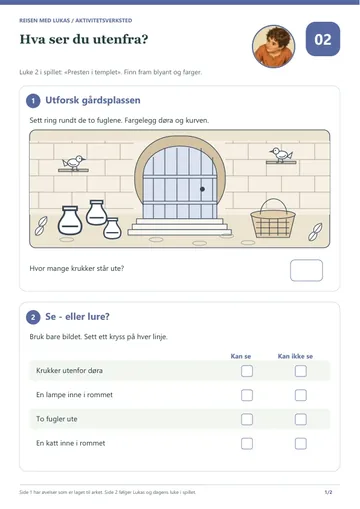 REISEN MED LUKAS / AKTIVITETSVERKSTED
Hva ser du utenfra?
02
Luke 2 i spillet: «Presten i templet». Finn fram blyant og farger.
1 Utforsk gårdsplassen
Sett ring rundt de to fuglene. Fargelegg døra og kurven.
Hvor mange krukker står ute?
2 Se - eller lure?
Bruk bare bildet. Sett ett kryss på hver linje.
Kan se Kan ikke se
Krukker utenfor døra
En lampe inne i rommet
To fugler ute
En katt inne i rommet
Side 1 har øvelser som er laget til arket. Side 2 følger Lukas og dagens luke i spillet.
1/2